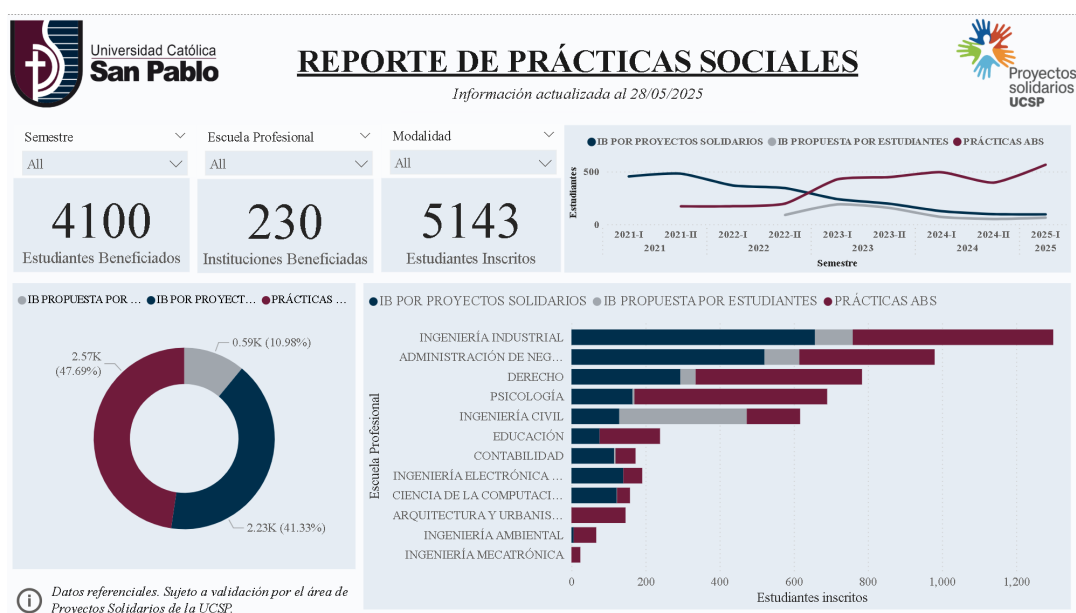 Universidad Católica
San Pablo
REPORTE DE PRÁCTICAS SOCIALES
Información actualizada al 28/05/2025
Proyectos
solidarios
UCSP
Semestre
All
Escuela Profesional
All
Modalidad
All
4100
Estudiantes Beneficiados
230
Instituciones Beneficiadas
5143
Estudiantes Inscritos
IB POR PROYECTOS SOLIDARIOS IB PROPUESTA POR ESTUDIANTES PRÁCTICAS ABS
Estudiantes
500
0
2021-I 2021-II 2022-I 2022-II 2023-I 2023-II 2024-I 2024-II 2025-I
2021 2022 2023 2024 2025
Semestre
IB PROPUESTA POR ... IB POR PROYECT... PRÁCTICAS ...
0.59K (10.98%)
2.57K
(47.69%)
2.23K (41.33%)
IB POR PROYECTOS SOLIDARIOS IB PROPUESTA POR ESTUDIANTES PRÁCTICAS ABS
Escuela Profesional
INGENIERÍA INDUSTRIAL
ADMINISTRACIÓN DE NEG...
DERECHO
PSICOLOGÍA
INGENIERÍA CIVIL
EDUCACIÓN
CONTABILIDAD
INGENIERÍA ELECTRÓNICA ...
CIENCIA DE LA COMPUTACI...
ARQUITECTURA Y URBANIS...
INGENIERÍA AMBIENTAL
INGENIERÍA MECATRÓNICA
0 200 400 600 800 1,000 1,200
Estudiantes inscritos
Datos referenciales. Sujeto a validación por el área de
Proyectos Solidarios de la UCSP.